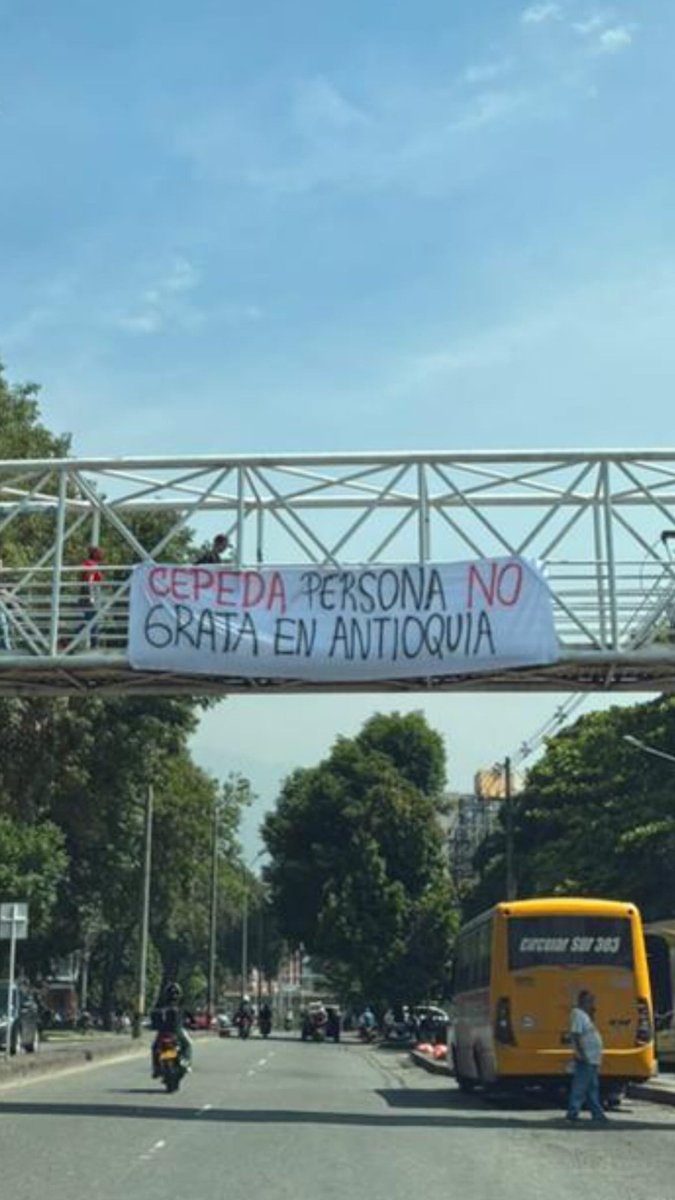 CEPEDA PERSONA NO
GRATA EN ANTIOQUIA
Circular Sur 303